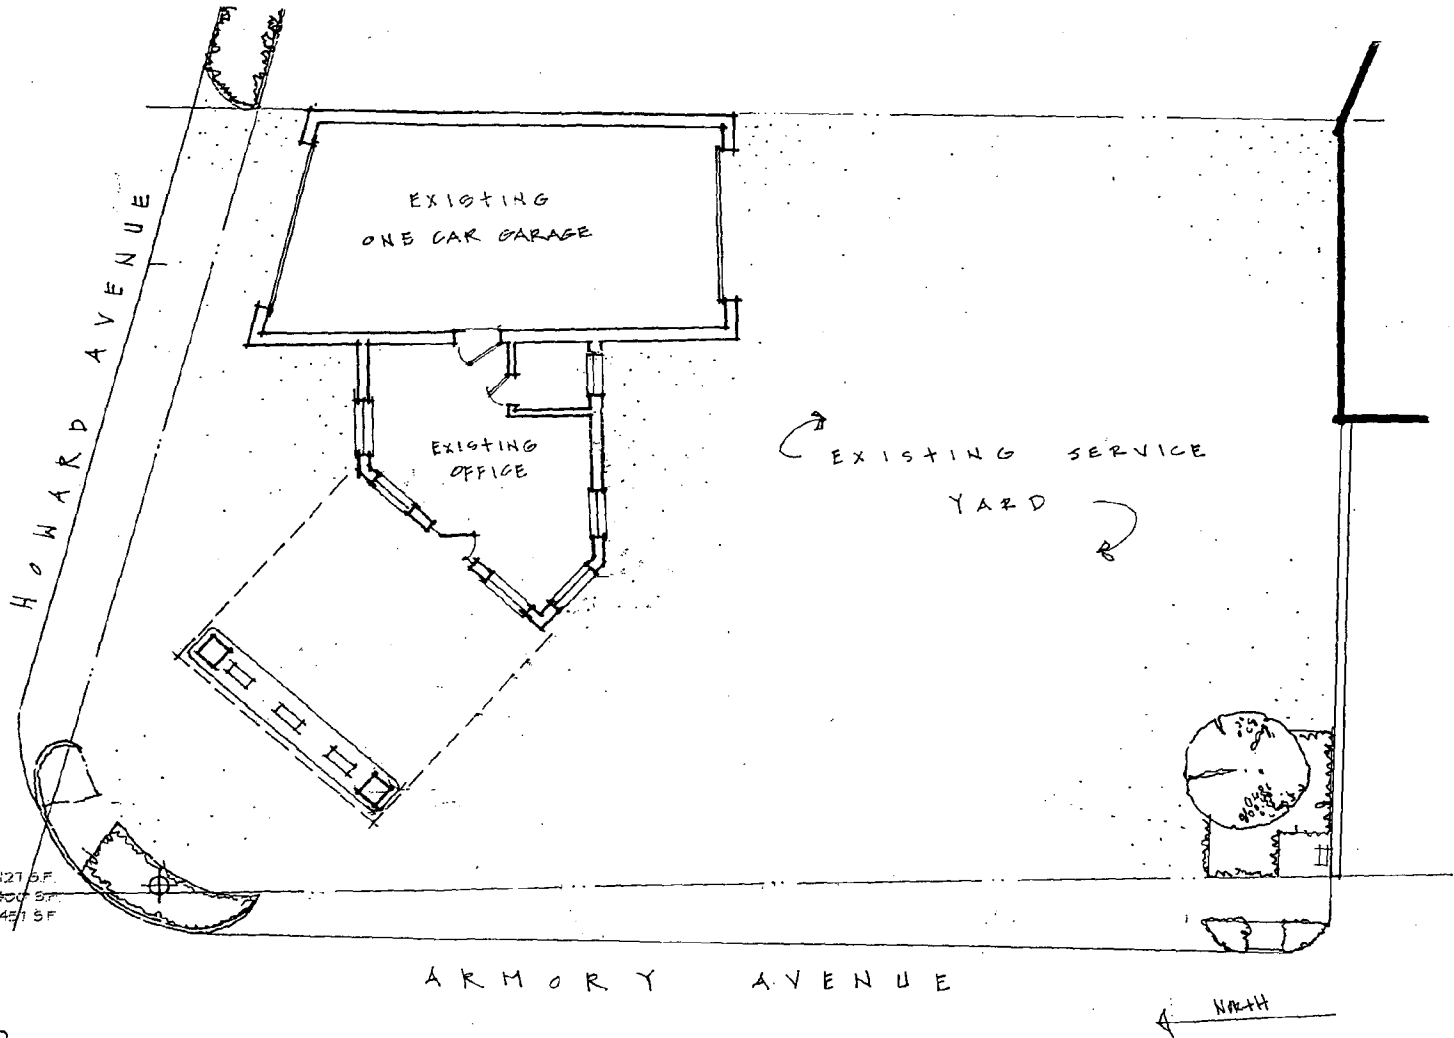 HOWARD AVENUE
EXISTING
ONE CAR GARAGE
EXISTING
OFFICE
EXISTING SERVICE
YARD
S.F.
S.F.
S F
ARMORY AVENUE
NORTH